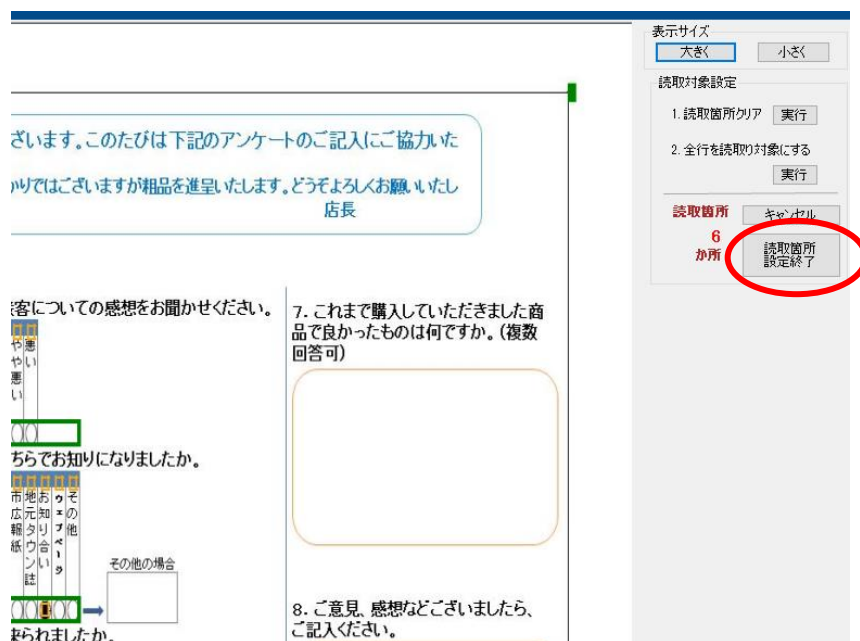 表示サイズ
大きく 小さく
読取対象設定
1.読取箇所クリア 実行
2.全行を読取り対象にする
実行
読取箇所 キャンセル
6
か所
読取箇所
設定終了
ざいます。このたびは下記のアンケートのご記入にご協力いた
かりではございますが粗品を進呈いたします。どうぞよろしくお願いいたし
店長
客についての感想をお聞かせください。
やや悪い
悪い
ちらでお知りになりましたか。
市広報紙
地元タウン誌
お知り合い
ウェブページ
その他
その他の場合
来られましたか。
7.これまで購入していただきました商
品で良かったものは何ですか。(複数
回答可)
8.ご意見、感想などございましたら、
ご記入ください。